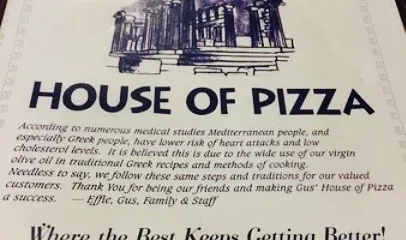 HOUSE OF PIZZA
According to numerous medical studies Mediterranean people, and
especially Greek people, have lower risk of heart attacks and low
cholesterol levels. It is believed this is due to the wide use of our virgin
olive oil in traditional Greek recipes and methods of cooking.
Needless to say, we follow these same steps and traditions for our valued
customers. Thank You for being our friends and making Gus' House of Pizza
a success. — Effie, Gus, Family & Staff
Where the Best Keeps Getting Better!